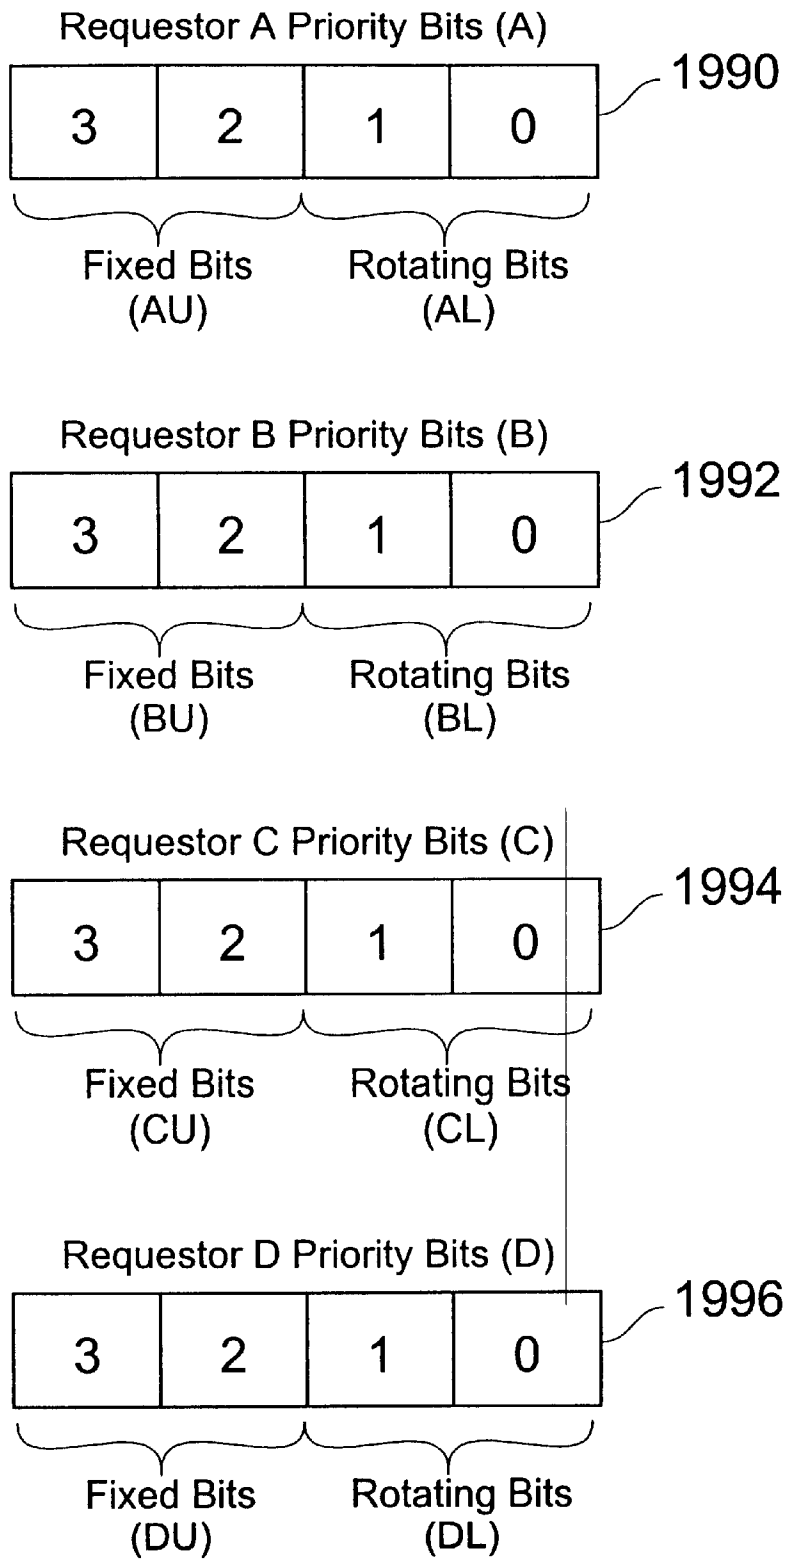 Requestor A Priority Bits (A)
1990
3 2 1 0
Fixed Bits Rotating Bits
(AU) (AL)
Requestor B Priority Bits (B)
1992
3 2 1 0
Fixed Bits Rotating Bits
(BU) (BL)
Requestor C Priority Bits (C)
1994
3 2 1 0
Fixed Bits Rotating Bits
(CU) (CL)
Requestor D Priority Bits (D)
1996
3 2 1 0
Fixed Bits Rotating Bits
(DU) (DL)